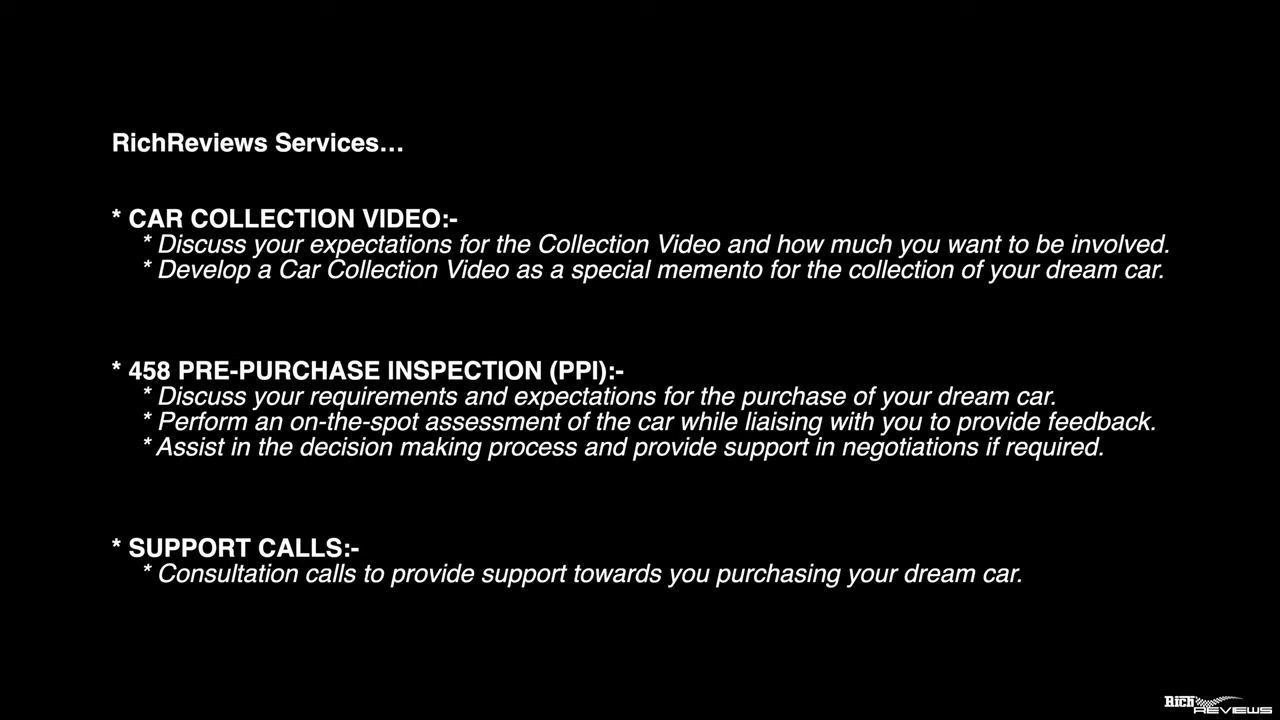 RichReviews Services...
* CAR COLLECTION VIDEO:-
* Discuss your expectations for the Collection Video and how much you want to be involved.
* Develop a Car Collection Video as a special memento for the collection of your dream car.
* 458 PRE-PURCHASE INSPECTION (PPI):-
* Discuss your requirements and expectations for the purchase of your dream car.
* Perform an on-the-spot assessment of the car while liaising with you to provide feedback.
* Assist in the decision making process and provide support in negotiations if required.
* SUPPORT CALLS:-
* Consultation calls to provide support towards you purchasing your dream car.
Rich
REVIEWS